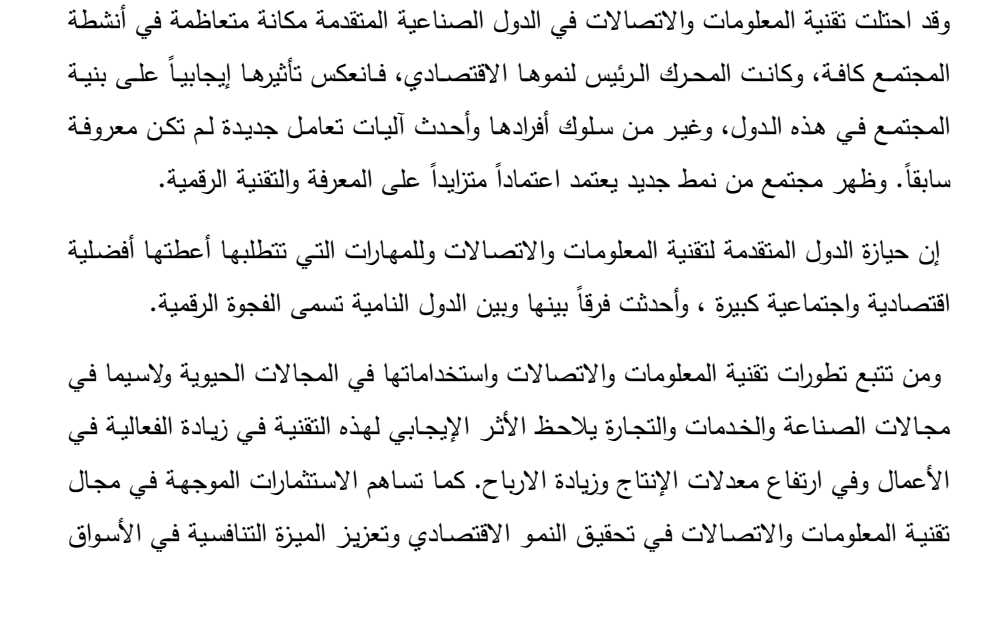 وقد احتلت تقنية المعلومات والاتصالات في الدول الصناعية المتقدمة مكانة متعاظمة في أنشطة
المجتمع كافة، وكانت المحرك الرئيس لنموها الاقتصادي، فانعكس تأثيرها إيجابياً على بنية
المجتمع في هذه الدول، وغير من سلوك أفرادها وأحدث آليات تعامل جديدة لم تكن معروفة
سابقاً. وظهر مجتمع من نمط جديد يعتمد اعتماداً متزايداً على المعرفة والتقنية الرقمية.
إن حيازة الدول المتقدمة لتقنية المعلومات والاتصالات وللمهارات التي تتطلبها أعطتها أفضلية
اقتصادية واجتماعية كبيرة ، وأحدثت فرقاً بينها وبين الدول النامية تسمى الفجوة الرقمية.
ومن تتبع تطورات تقنية المعلومات والاتصالات واستخداماتها في المجالات الحيوية ولاسيما في
مجالات الصناعة والخدمات والتجارة يلاحظ الأثر الإيجابي لهذه التقنية في زيادة الفعالية في
الأعمال وفي ارتفاع معدلات الإنتاج وزيادة الارباح. كما تساهم الاستثمارات الموجهة في مجال
تقنية المعلومات والاتصالات في تحقيق النمو الاقتصادي وتعزيز الميزة التنافسية في الأسواق